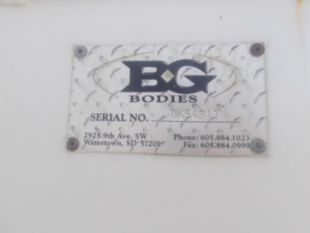 BG
BODIES
SERIAL NO.
2925 9th Ave. SW
Watertown, SD 57201
Phone: 605.884.1023
Fax: 605.884.0999